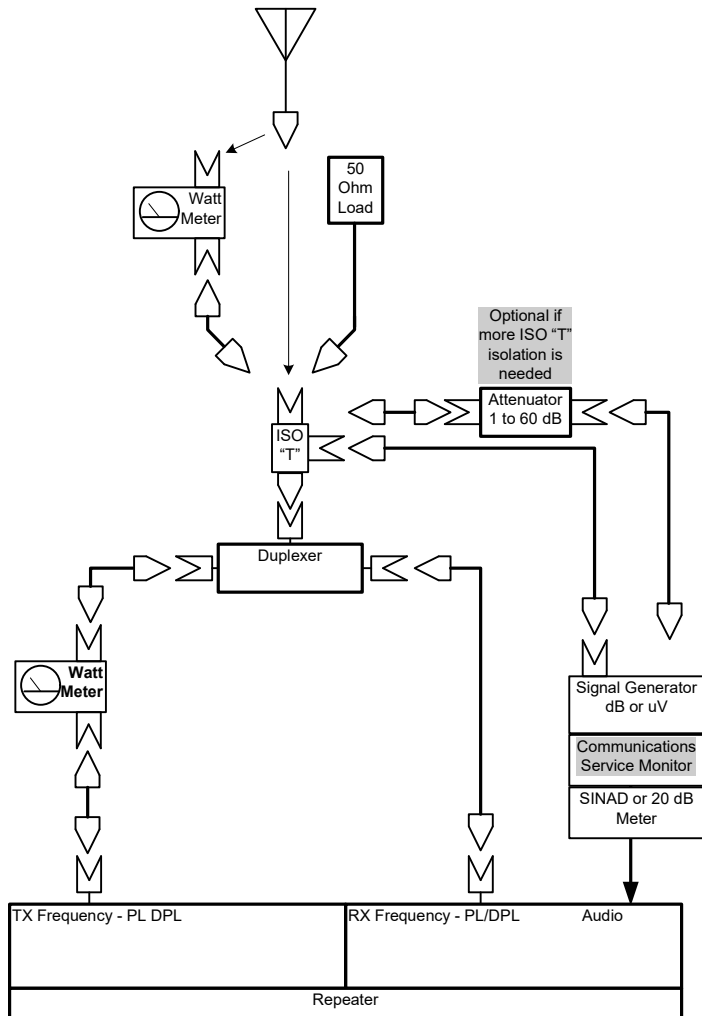 Watt
Meter
50
Ohm
Load
Optional if
more ISO “T”
isolation is
needed
Attenuator
1 to 60 dB
ISO
“T”
Duplexer
Watt
Meter
Signal Generator
dB or uV
Communications
Service Monitor
SINAD or 20 dB
Meter
TX Frequency - PL DPL
RX Frequency - PL/DPL
Audio
Repeater